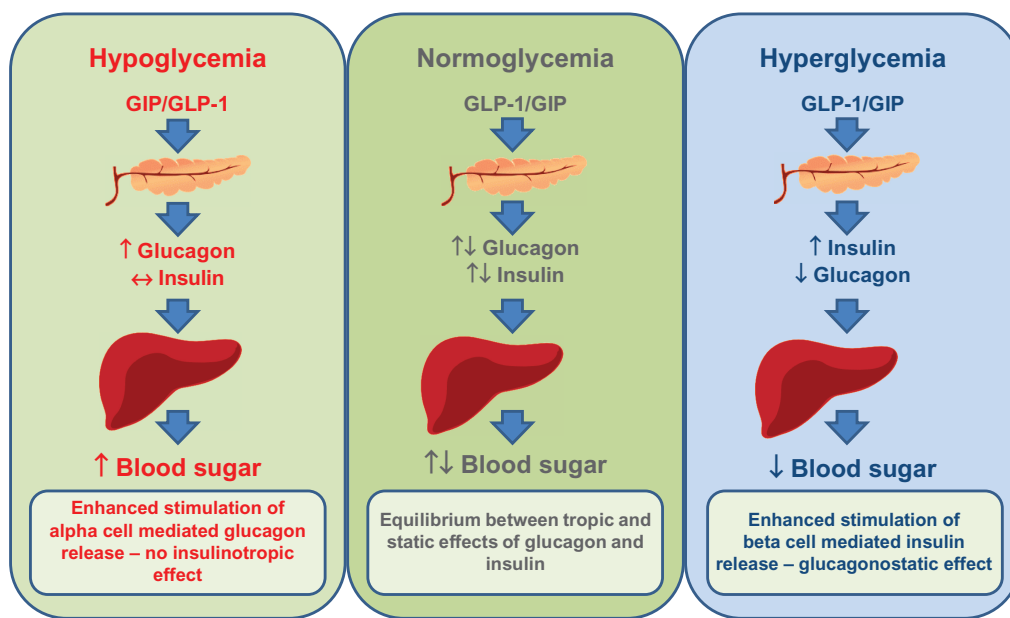 Hypoglycemia
GIP/GLP-1
↑ Glucagon
↔ Insulin
↑ Blood sugar
Enhanced stimulation of
alpha cell mediated glucagon
release – no insulinotropic
effect
Normoglycemia
GLP-1/GIP
↑↓ Glucagon
↑↓ Insulin
↑↓ Blood sugar
Equilibrium between tropic and
static effects of glucagon and
insulin
Hyperglycemia
GLP-1/GIP
↑ Insulin
↓ Glucagon
↓ Blood sugar
Enhanced stimulation of
beta cell mediated insulin
release – glucagonostatic effect